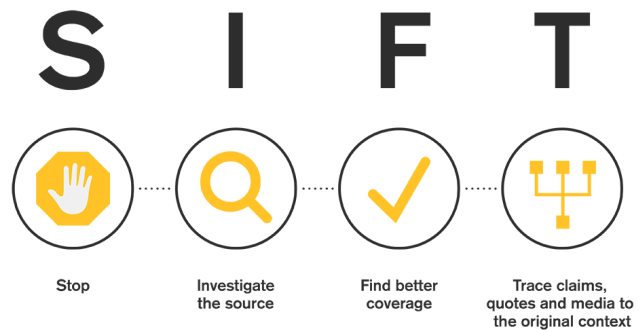 S I F T
Stop
Investigate
the source
Find better
coverage
Trace claims,
quotes and media to
the original context